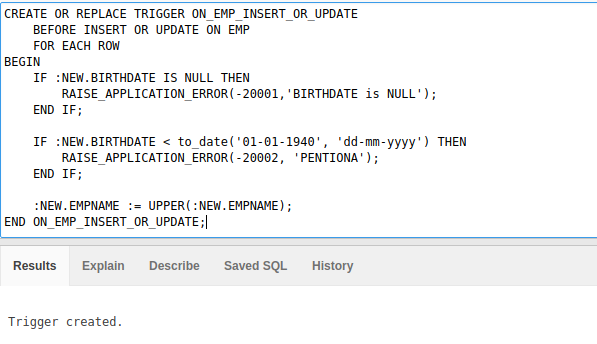 CREATE OR REPLACE TRIGGER ON_EMP_INSERT_OR_UPDATE
    BEFORE INSERT OR UPDATE ON EMP
    FOR EACH ROW
BEGIN
    IF :NEW.BIRTHDATE IS NULL THEN
        RAISE_APPLICATION_ERROR(-20001,'BIRTHDATE is NULL');
    END IF;

    IF :NEW.BIRTHDATE < to_date('01-01-1940', 'dd-mm-yyyy') THEN
        RAISE_APPLICATION_ERROR(-20002, 'PENTIONA');
    END IF;

    :NEW.EMPNAME := UPPER(:NEW.EMPNAME);
END ON_EMP_INSERT_OR_UPDATE;
Results Explain Describe Saved SQL History
Trigger created.